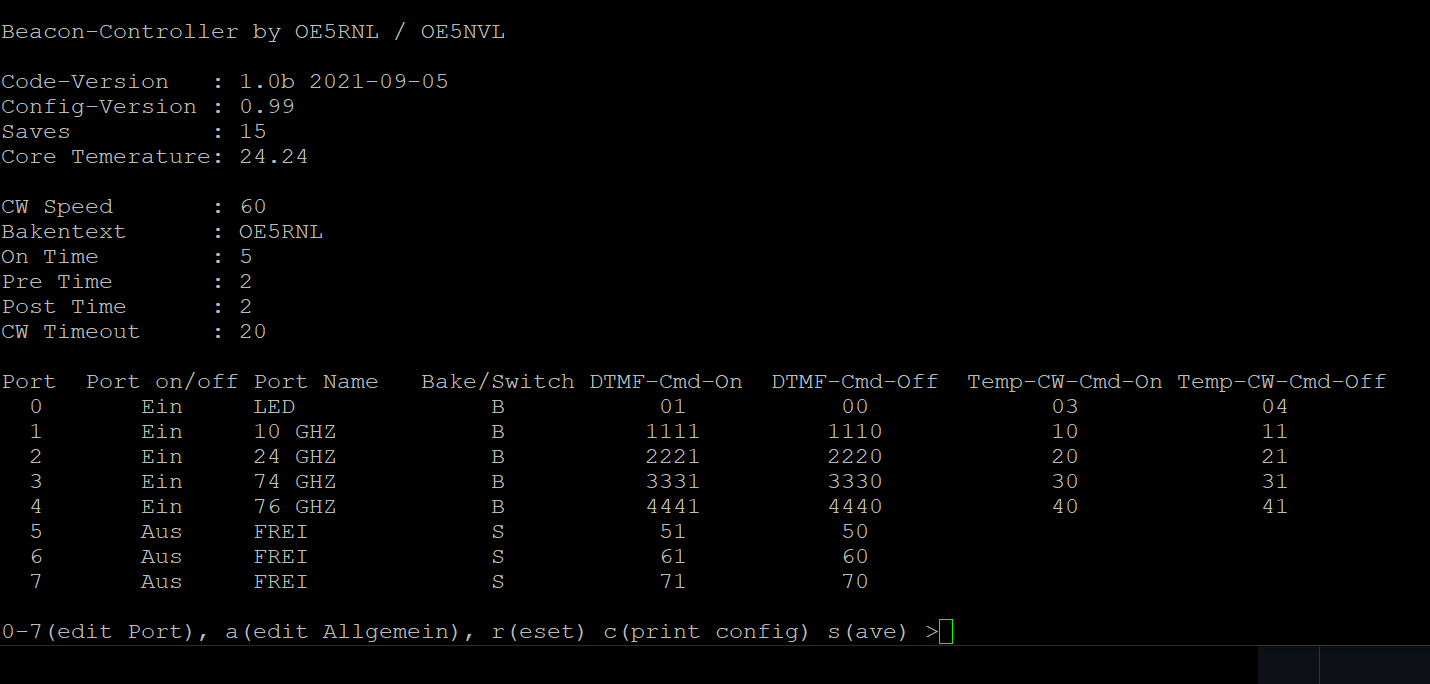 Beacon-Controller by OE5RNL / OE5NVL
Code-Version   : 1.0b 2021-09-05
Config-Version : 0.99
Saves          : 15
Core Temerature: 24.24
CW Speed       : 60
Bakentext      : OE5RNL
On Time        : 5
Pre Time       : 2
Post Time      : 2
CW Timeout     : 20
Port  Port on/off Port Name   Bake/Switch DTMF-Cmd-On  DTMF-Cmd-Off  Temp-CW-Cmd-On Temp-CW-Cmd-Off
0 Ein LED B 01 00 03 04
1 Ein 10 GHZ B 1111 1110 10 11
2 Ein 24 GHZ B 2221 2220 20 21
3 Ein 74 GHZ B 3331 3330 30 31
4 Ein 76 GHZ B 4441 4440 40 41
5 Aus FREI S 51 50
6 Aus FREI S 61 60
7 Aus FREI S 71 70
0-7(edit Port), a(edit Allgemein), r(eset) c(print config) s(ave) >